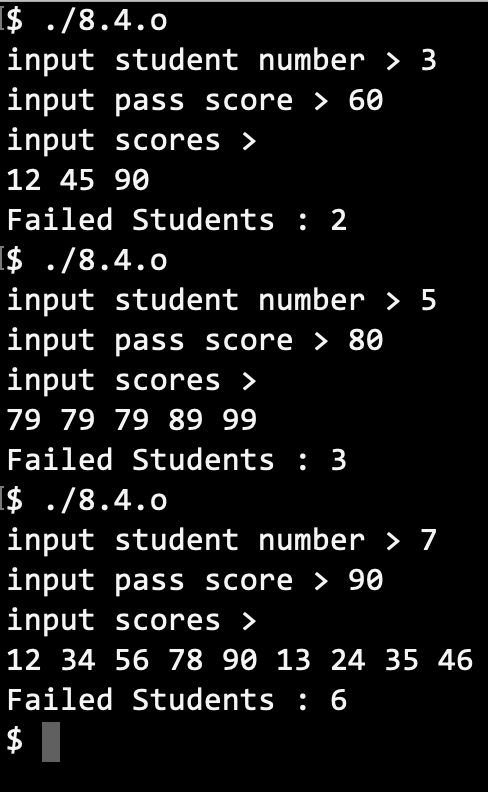 $ ./8.4.o
input student number > 3
input pass score > 60
input scores >
12 45 90
Failed Students : 2
$ ./8.4.o
input student number > 5
input pass score > 80
input scores >
79 79 79 89 99
Failed Students : 3
$ ./8.4.o
input student number > 7
input pass score > 90
input scores >
12 34 56 78 90 13 24 35 46
Failed Students : 6
$